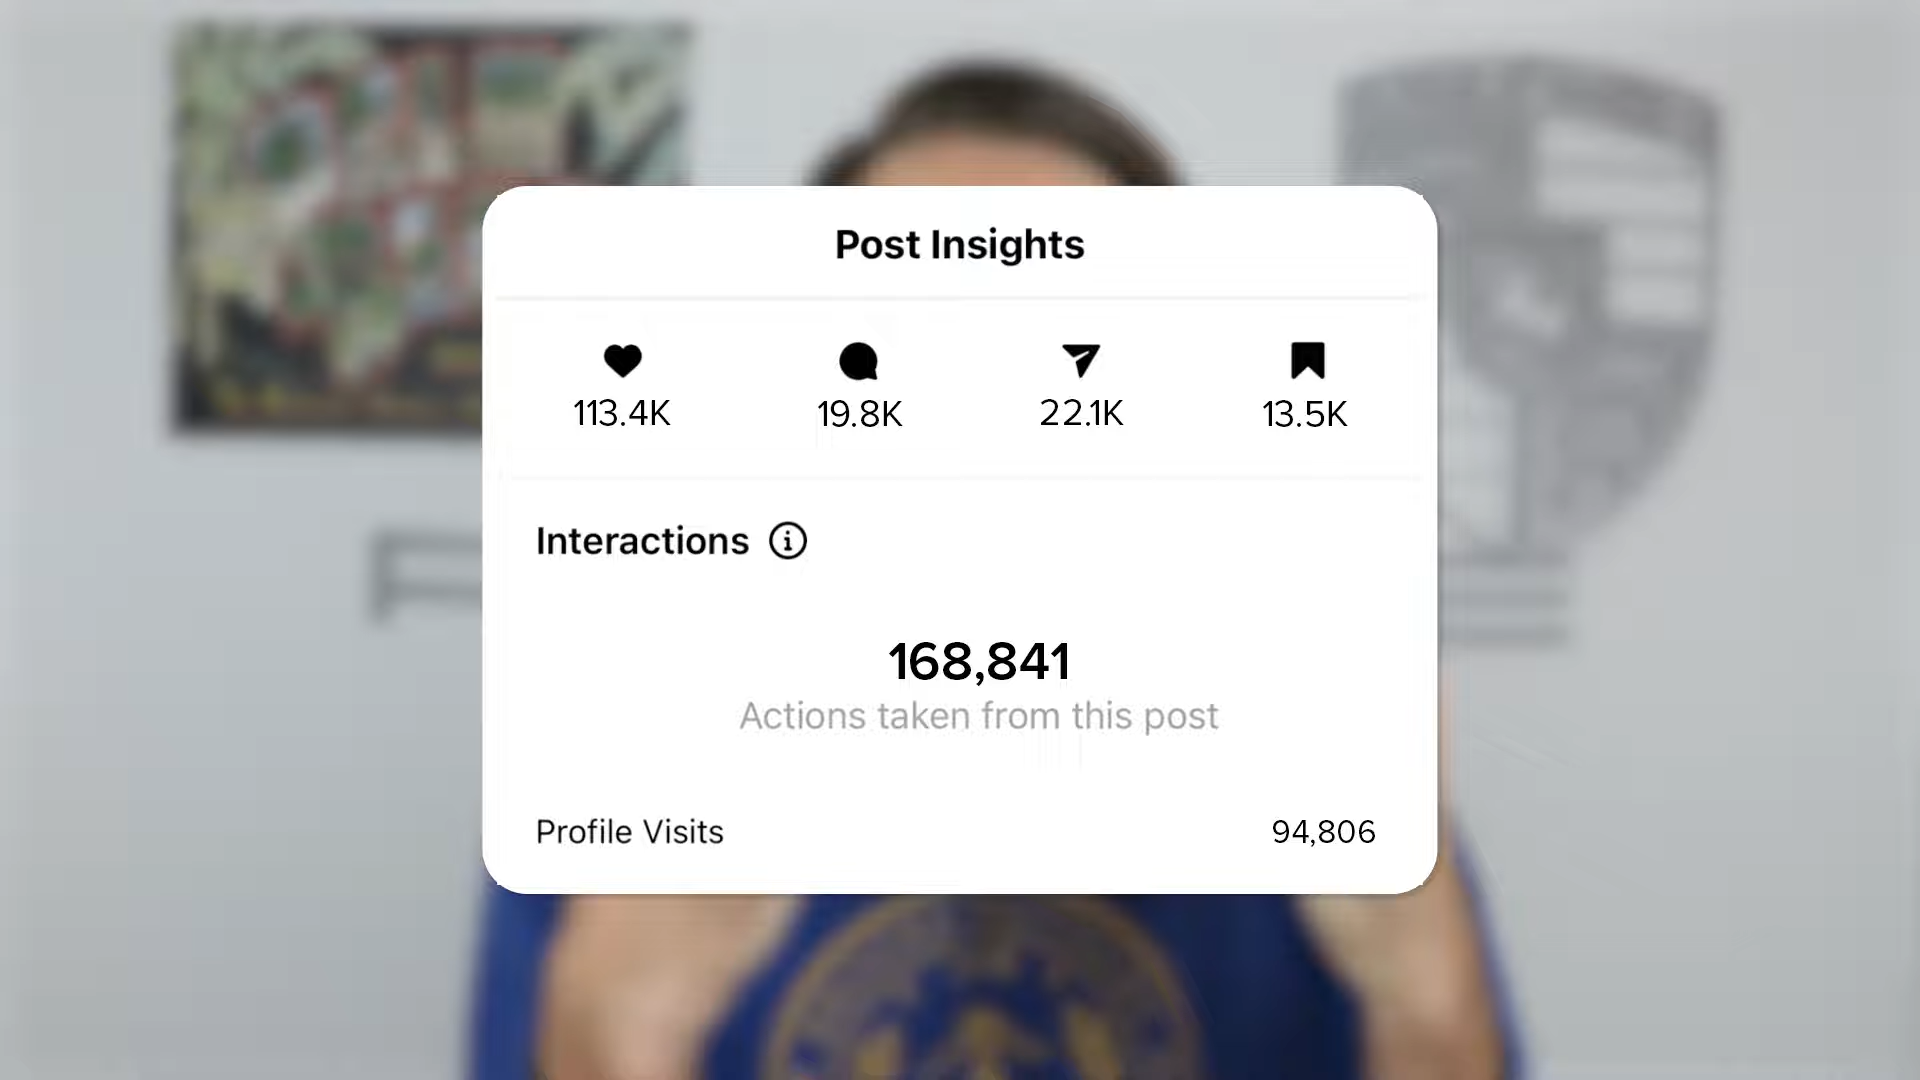 Post Insights
113.4K 19.8K 22.1K 13.5K
Interactions
168,841
Actions taken from this post
Profile Visits 94,806